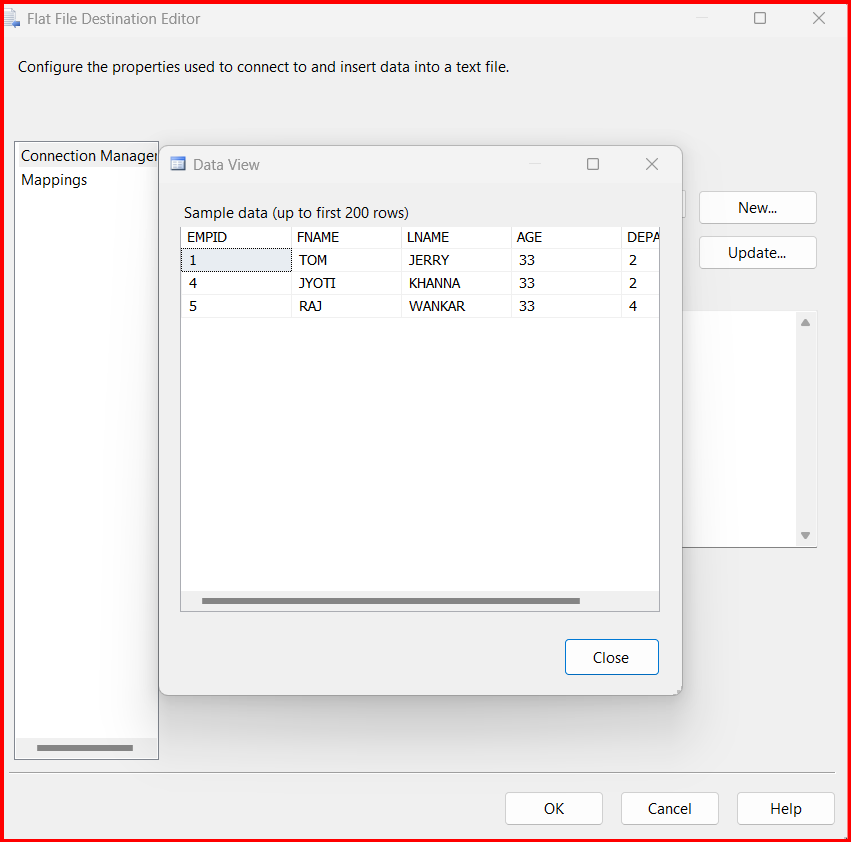 Flat File Destination Editor
Configure the properties used to connect to and insert data into a text file.
Connection Manager
Mappings
Data View
Sample data (up to first 200 rows)
EMPID FNAME LNAME AGE DEPA
1 TOM JERRY 33 2
4 JYOTI KHANNA 33 2
5 RAJ WANKAR 33 4
Close
New...
Update...
OK Cancel Help